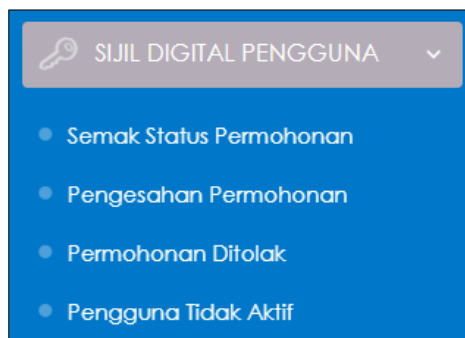 SIJIL DIGITAL PENGGUNA
Semak Status Permohonan
Pengesahan Permohonan
Permohonan Ditolak
Pengguna Tidak Aktif